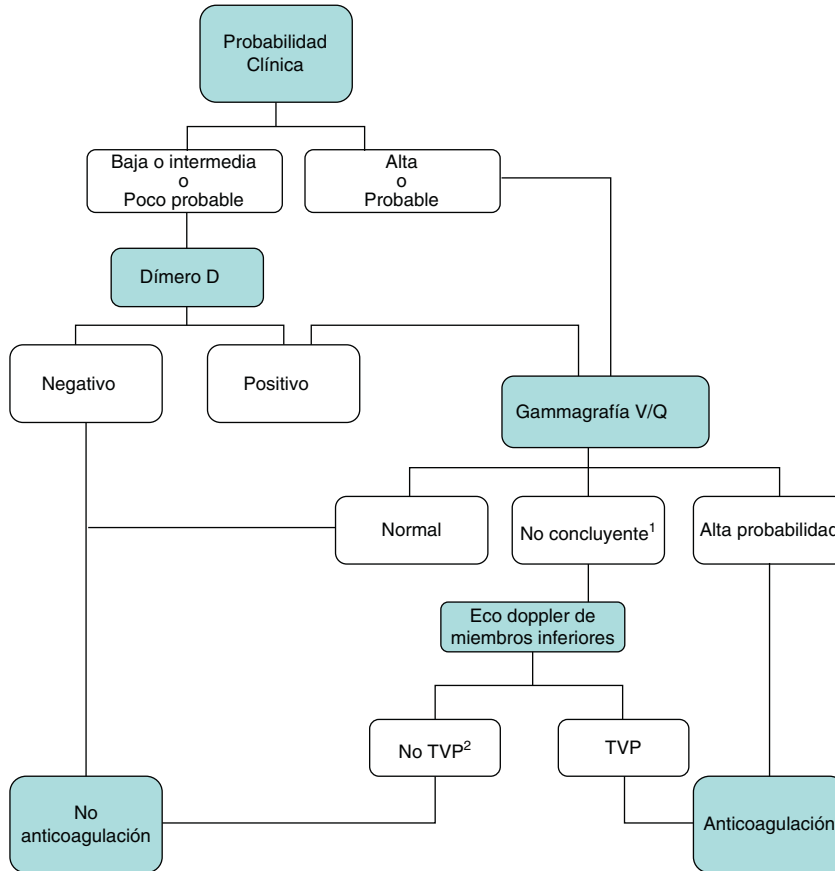 Probabilidad
Clínica
Baja o intermedia
o
Poco probable
Alta
o
Probable
Dímero D
Negativo
Positivo
Gammagrafía V/Q
Normal
No concluyente¹
Alta probabilidad
Eco doppler de
miembros inferiores
No TVP²
TVP
No
anticoagulación
Anticoagulación